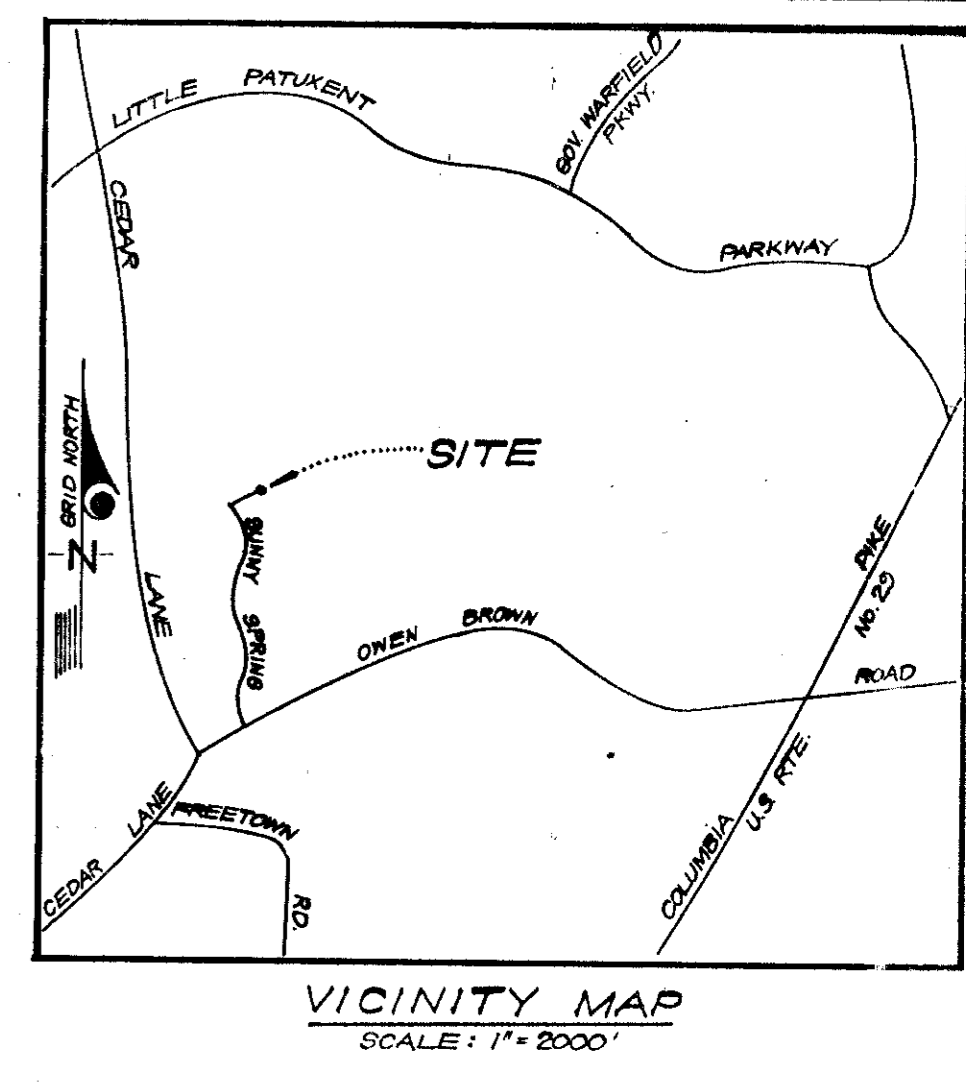 LITTLE PATUXENT
GOV. WARFIELD
PKWY.
PARKWAY
CEDAR
LANE
GRID NORTH
N
SITE
SUNNY SPRING
OWEN BROWN
ROAD
PIKE
No. 29
COLUMBIA
U.S. RTE.
CEDAR LANE
FREETOWN
RD.
VICINITY MAP
SCALE: 1"= 2000'